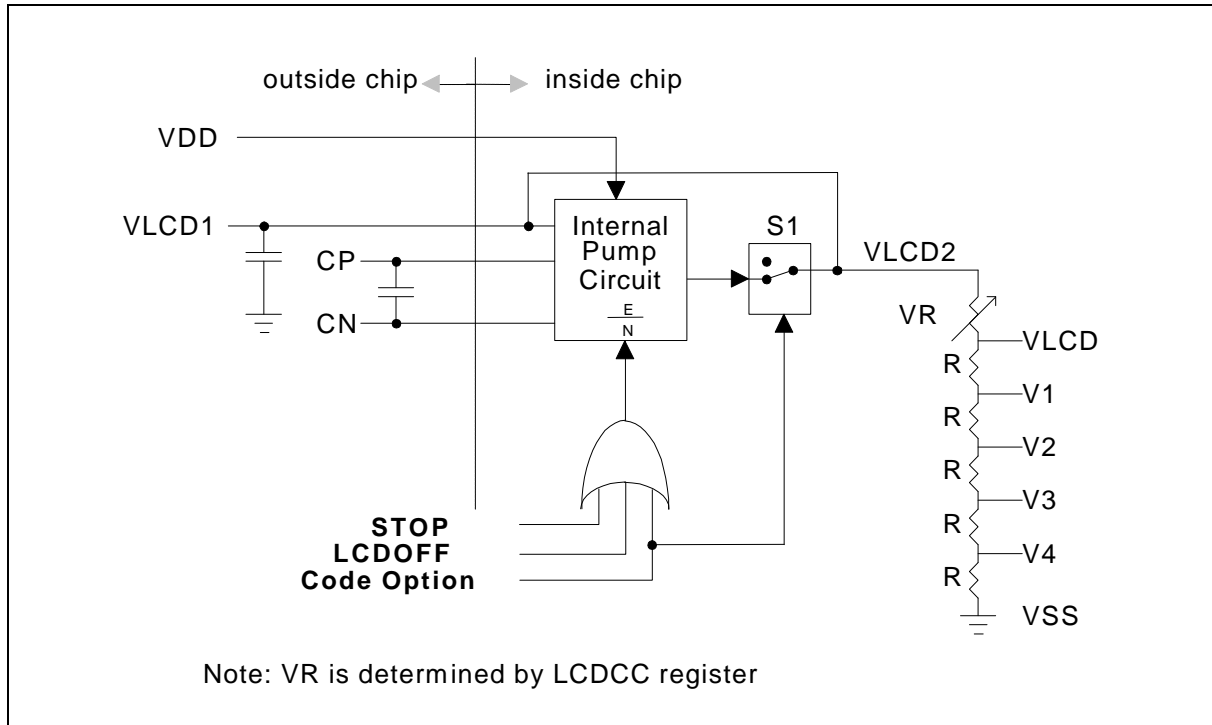 outside chip
inside chip
VDD
VLCD1
Internal
Pump
Circuit
E
N
S1
VLCD2
CP
CN
VR
VLCD
R
V1
R
V2
R
V3
R
V4
R
VSS
STOP
LCDOFF
Code Option
Note: VR is determined by LCDCC register